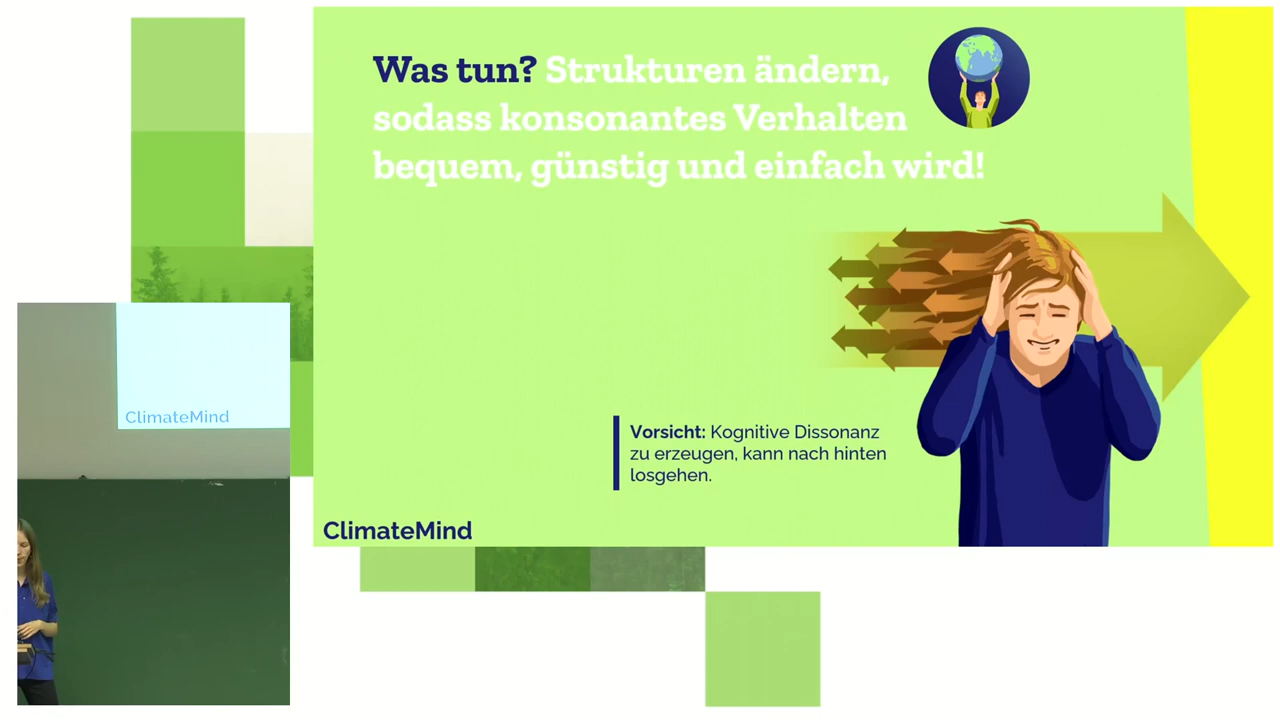 Was tun? Strukturen ändern,
sodass konsonantes Verhalten
bequem, günstig und einfach wird!
Vorsicht: Kognitive Dissonanz
zu erzeugen, kann nach hinten
losgehen.
ClimateMind
ClimateMind